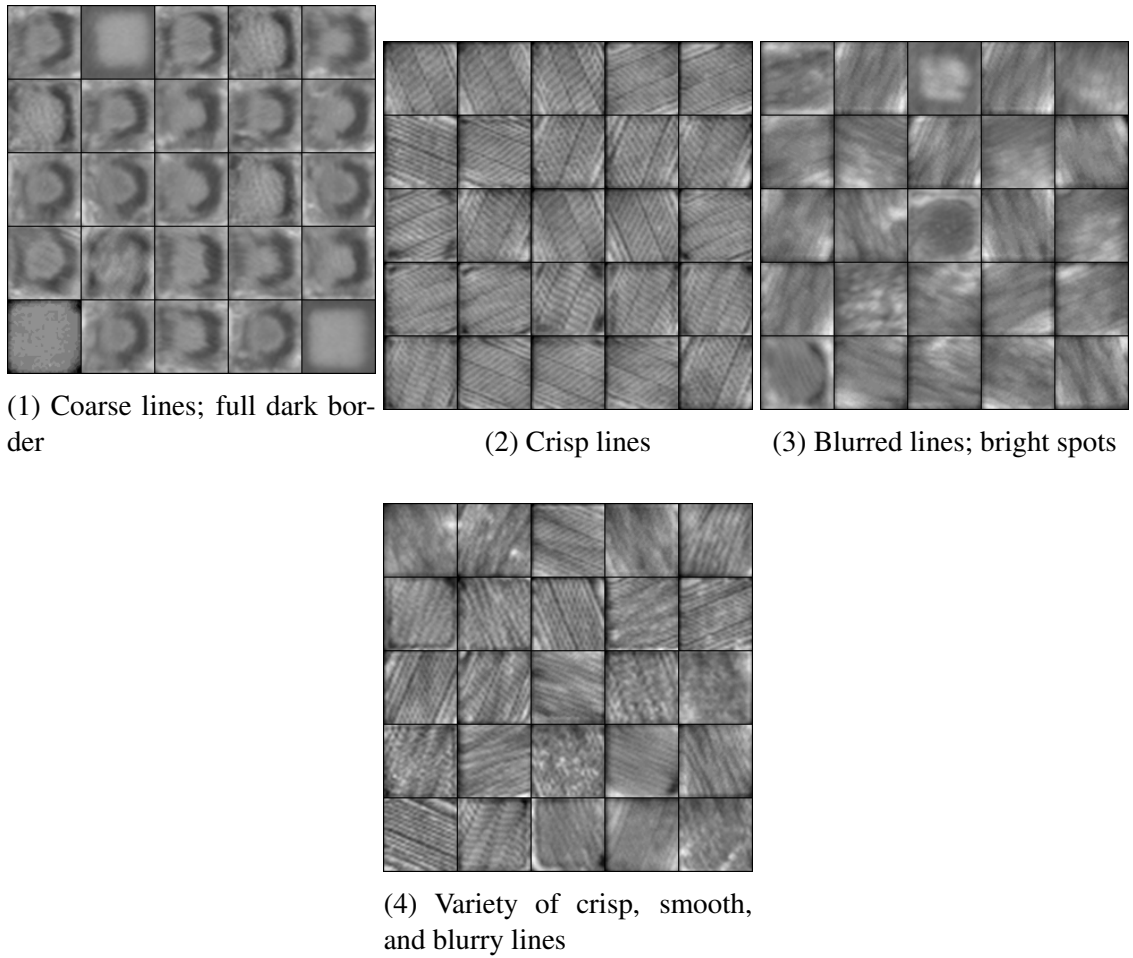 (1) Coarse lines; full dark bor-
der
(2) Crisp lines
(3) Blurred lines; bright spots
(4) Variety of crisp, smooth,
and blurry lines